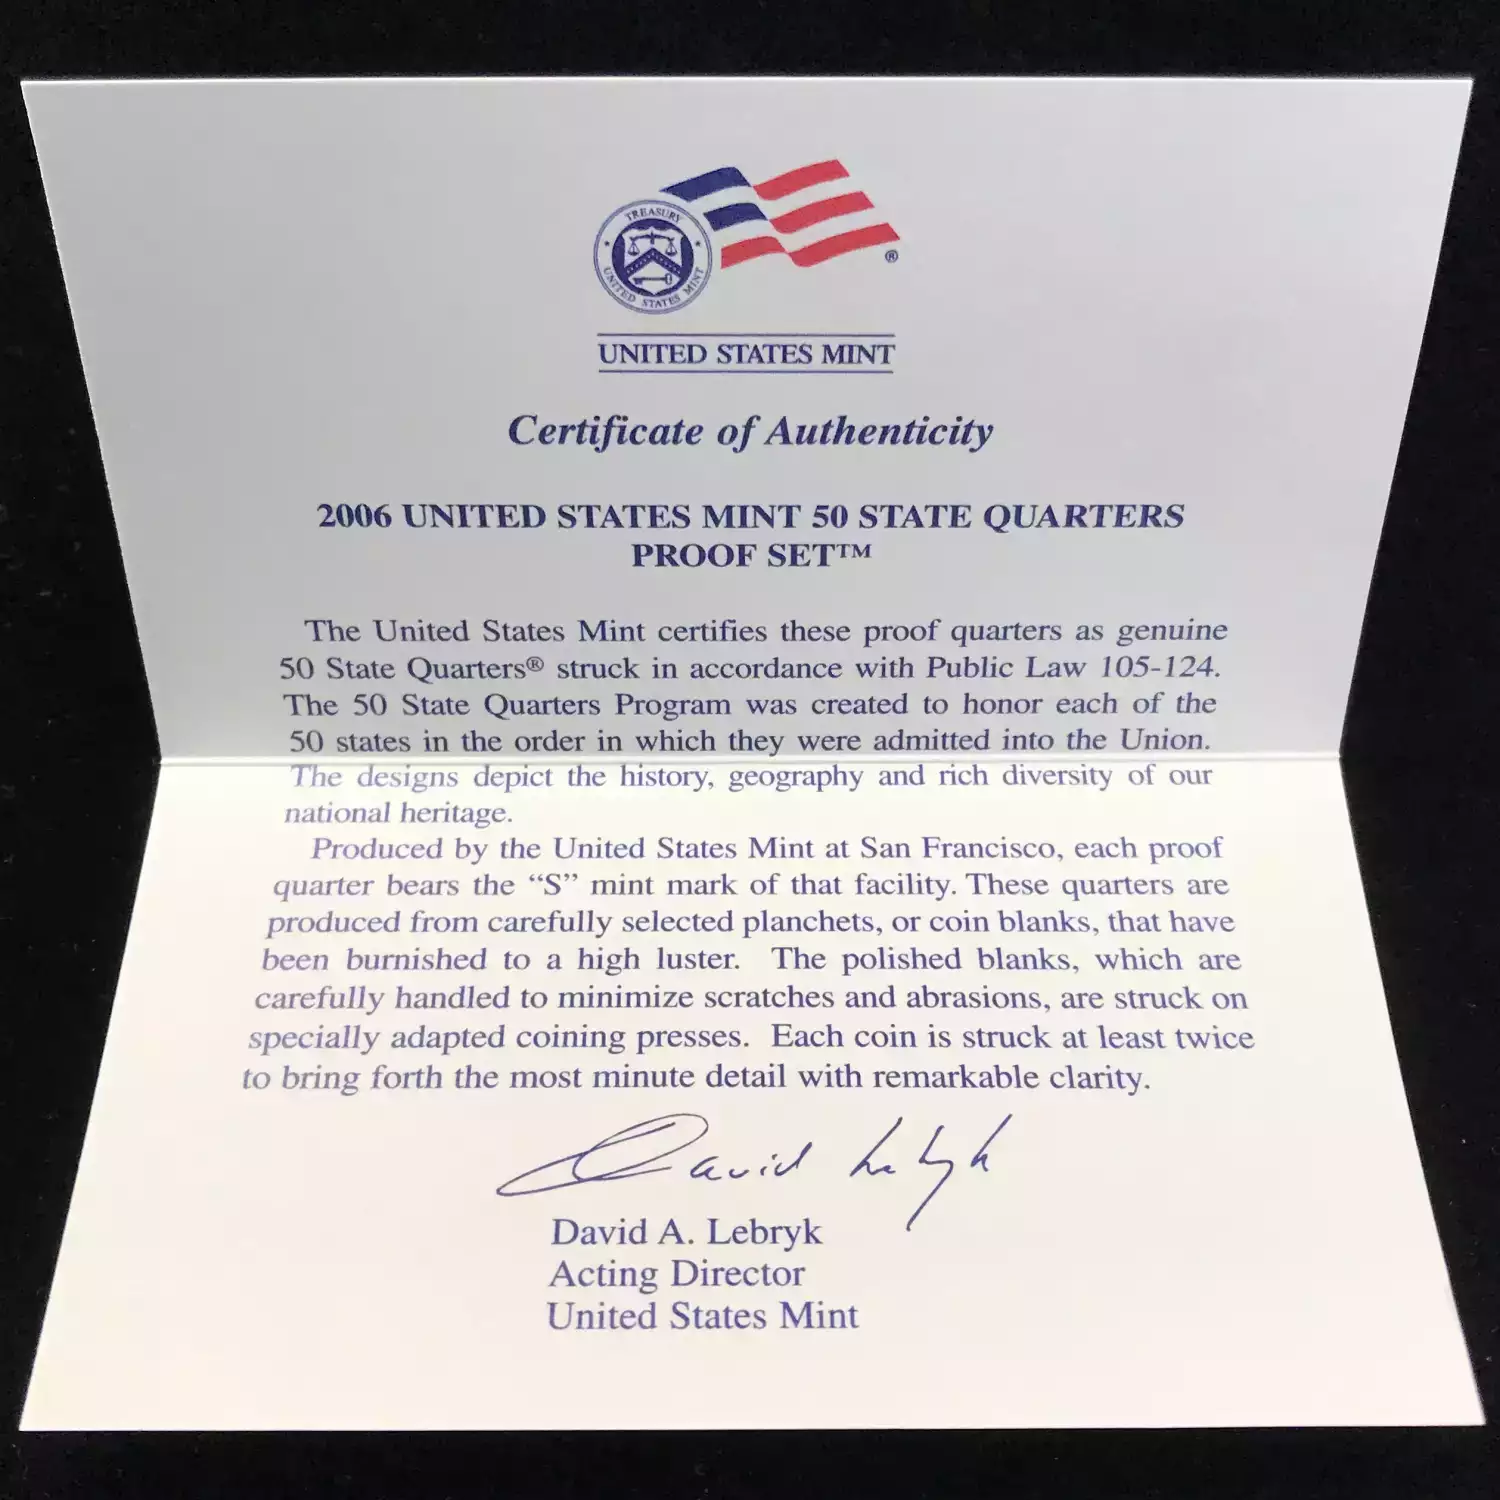 TREASURY
UNITED STATES MINT
®
UNITED STATES MINT
Certificate of Authenticity
2006 UNITED STATES MINT 50 STATE QUARTERS
PROOF SET™
The United States Mint certifies these proof quarters as genuine
50 State Quarters® struck in accordance with Public Law 105-124.
The 50 State Quarters Program was created to honor each of the
50 states in the order in which they were admitted into the Union.
The designs depict the history, geography and rich diversity of our
national heritage.
Produced by the United States Mint at San Francisco, each proof
quarter bears the “S” mint mark of that facility. These quarters are
produced from carefully selected planchets, or coin blanks, that have
been burnished to a high luster. The polished blanks, which are
carefully handled to minimize scratches and abrasions, are struck on
specially adapted coining presses. Each coin is struck at least twice
to bring forth the most minute detail with remarkable clarity.
David Lebryk
David A. Lebryk
Acting Director
United States Mint